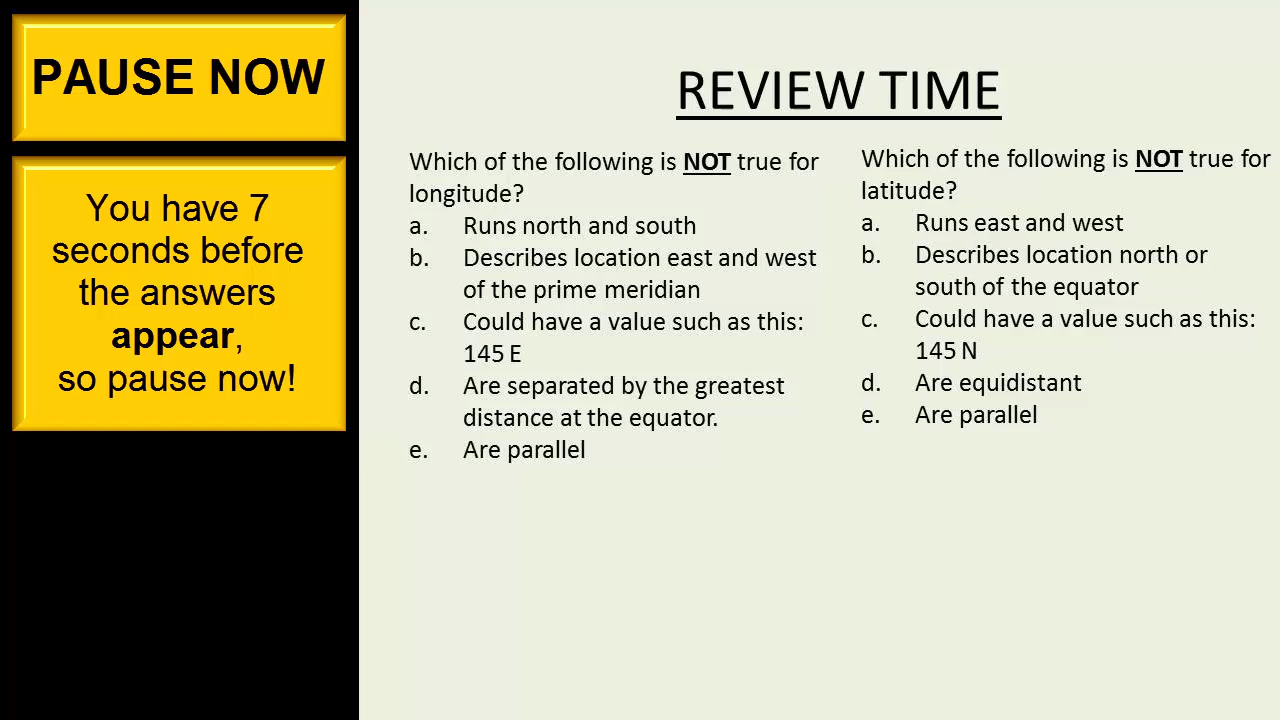 PAUSE NOW
You have 7
seconds before
the answers
appear,
so pause now!
REVIEW TIME
Which of the following is NOT true for
longitude?
a. Runs north and south
b. Describes location east and west
of the prime meridian
c. Could have a value such as this:
145 E
d. Are separated by the greatest
distance at the equator.
e. Are parallel
Which of the following is NOT true for
latitude?
a. Runs east and west
b. Describes location north or
south of the equator
c. Could have a value such as this:
145 N
d. Are equidistant
e. Are parallel